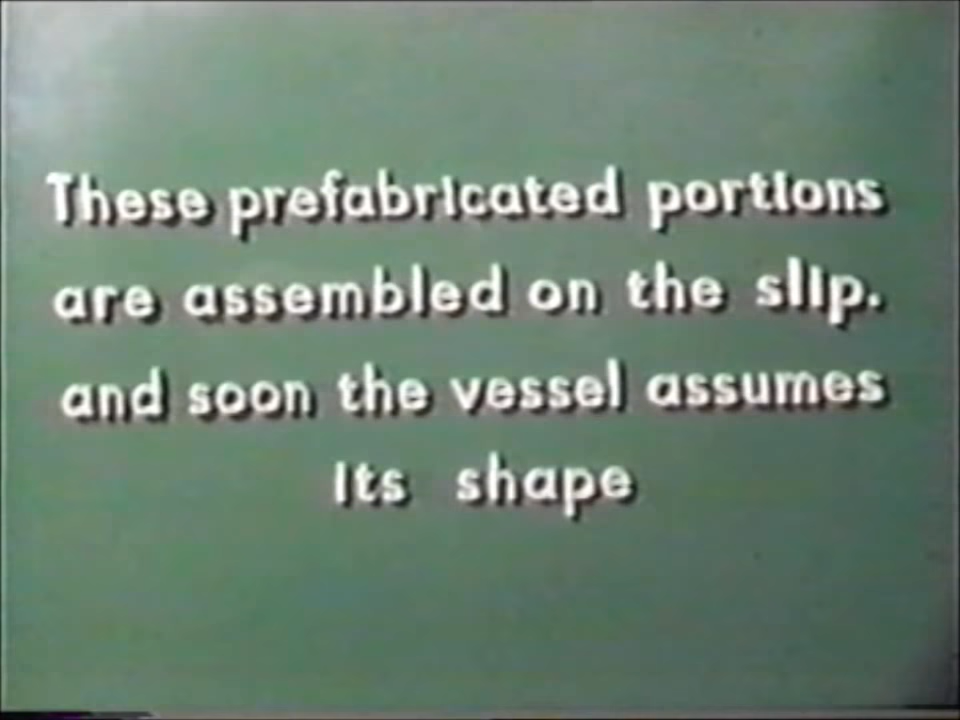 These prefabricated portions
are assembled on the slip.
and soon the vessel assumes
its shape